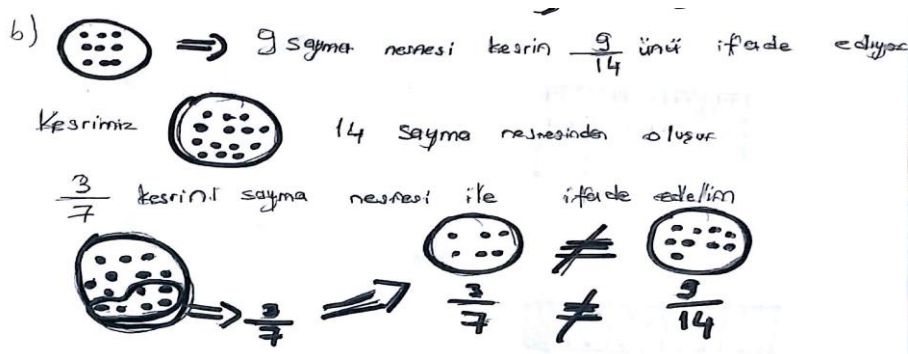 b) ⇒ 9 sayma nesnesi kesrin 9/14 ünü ifade ediyor
Kesrimiz 14 sayma nesnesinden oluşur
3/7 kesrini sayma nesnesi ile ifade edelim
≠
⇒ 3/7 ⇒ 3/7 ≠ 9/14